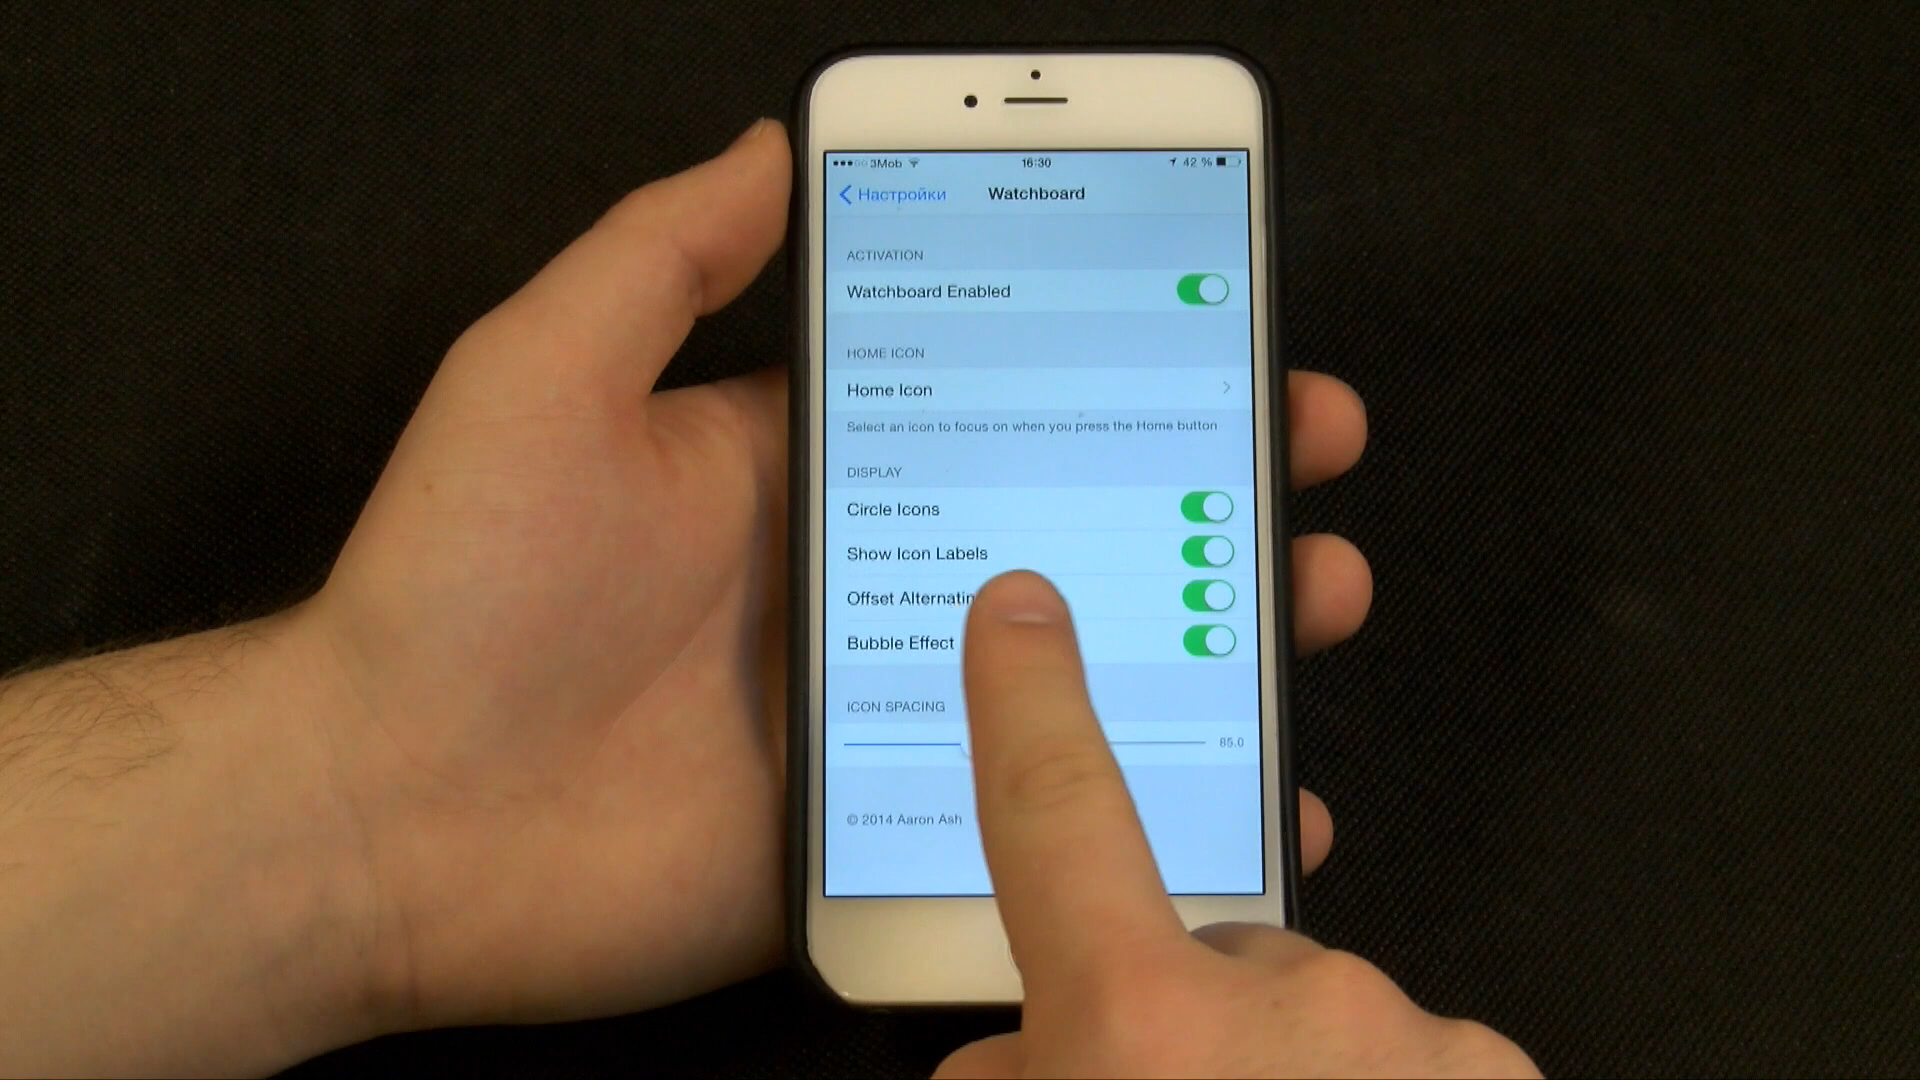 3Mob 16:30 42 %
Настройки Watchboard
ACTIVATION
Watchboard Enabled
HOME ICON
Home Icon
Select an icon to focus on when you press the Home button
DISPLAY
Circle Icons
Show Icon Labels
Offset
Bubble Effect
ICON SPACING
85.0
© 2014 Aaron Ash